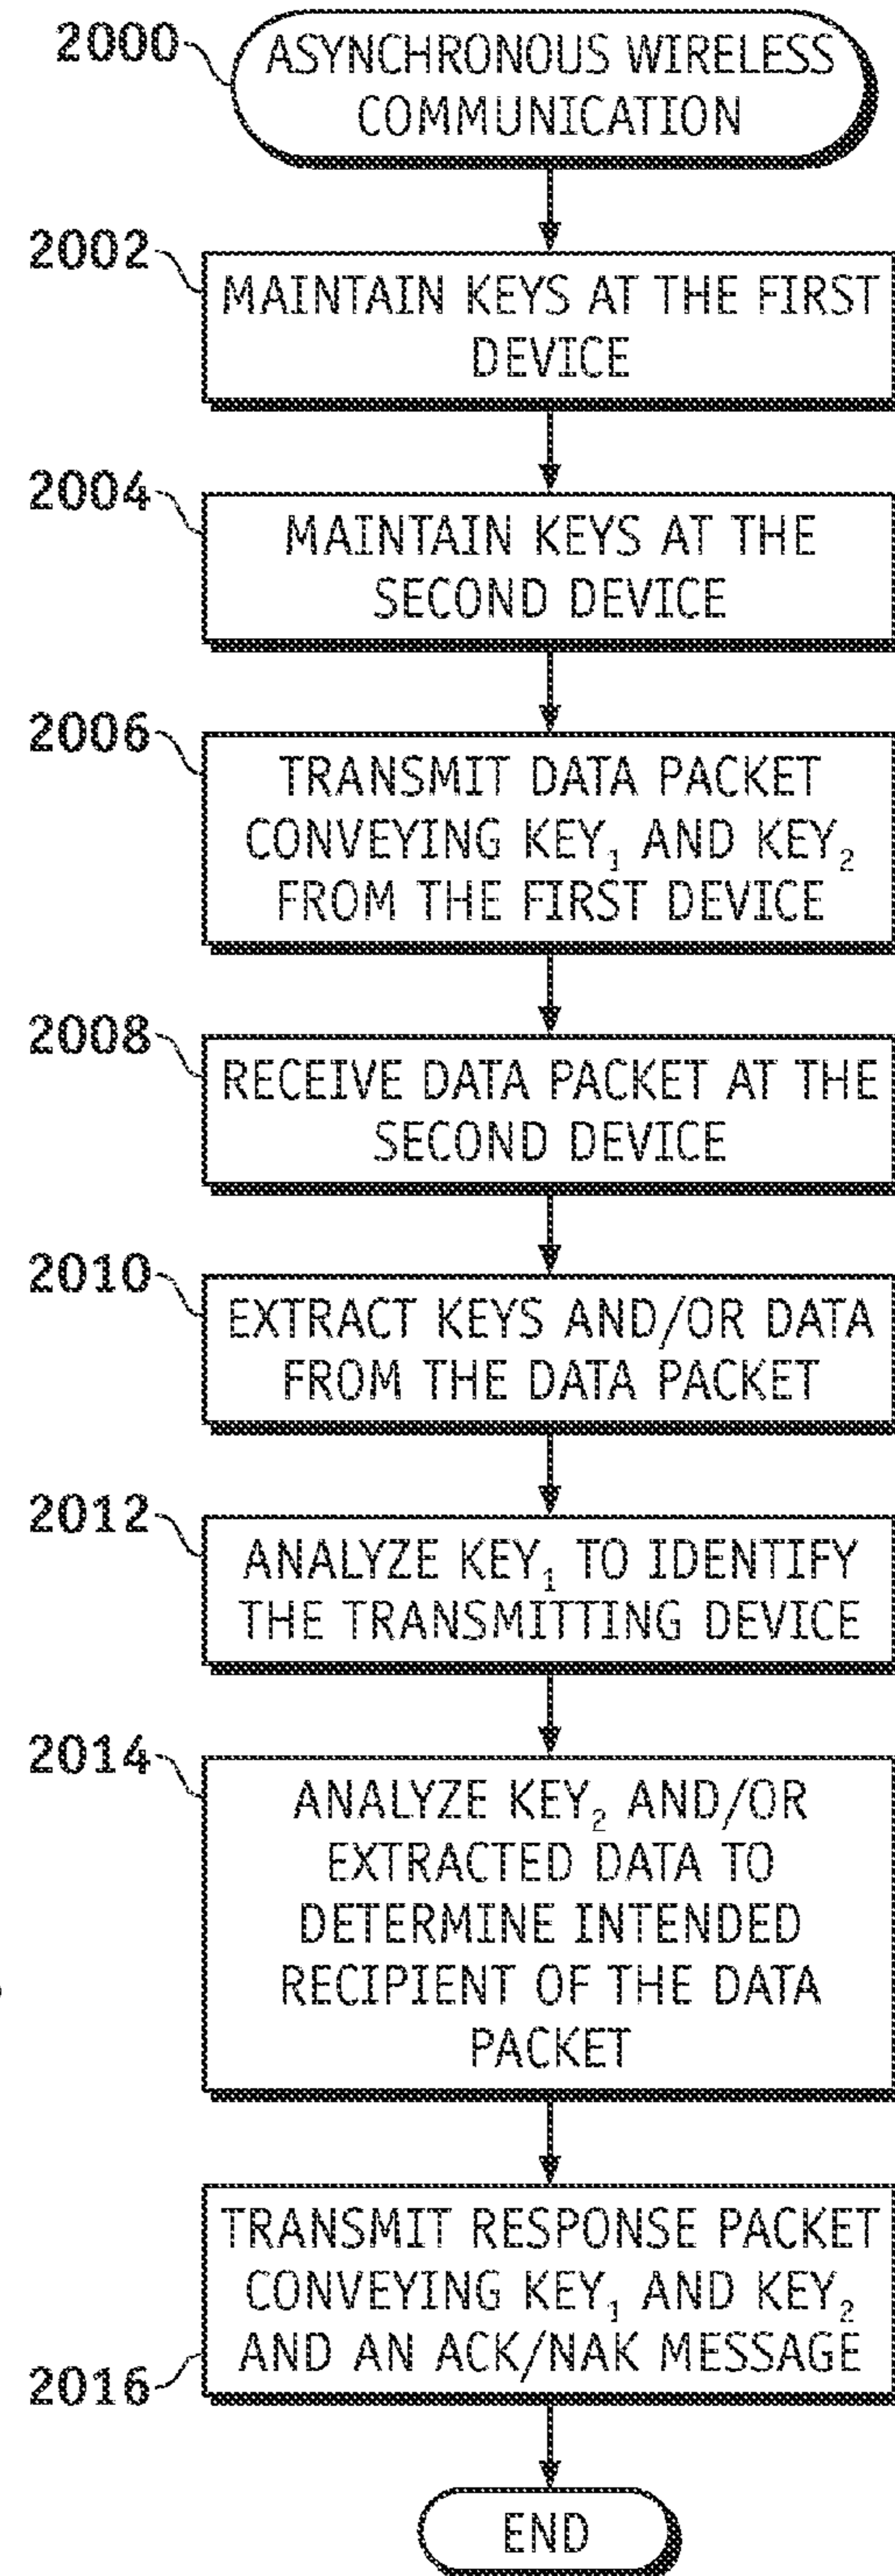 2000
ASYNCHRONOUS WIRELESS
COMMUNICATION
2002
MAINTAIN KEYS AT THE FIRST
DEVICE
2004
MAINTAIN KEYS AT THE
SECOND DEVICE
2006
TRANSMIT DATA PACKET
CONVEYING KEY₁ AND KEY₂
FROM THE FIRST DEVICE
2008
RECEIVE DATA PACKET AT THE
SECOND DEVICE
2010
EXTRACT KEYS AND/OR DATA
FROM THE DATA PACKET
2012
ANALYZE KEY₁ TO IDENTIFY
THE TRANSMITTING DEVICE
2014
ANALYZE KEY₂ AND/OR
EXTRACTED DATA TO
DETERMINE INTENDED
RECIPIENT OF THE DATA
PACKET
TRANSMIT RESPONSE PACKET
CONVEYING KEY₁ AND KEY₂
AND AN ACK/NAK MESSAGE
2016
END